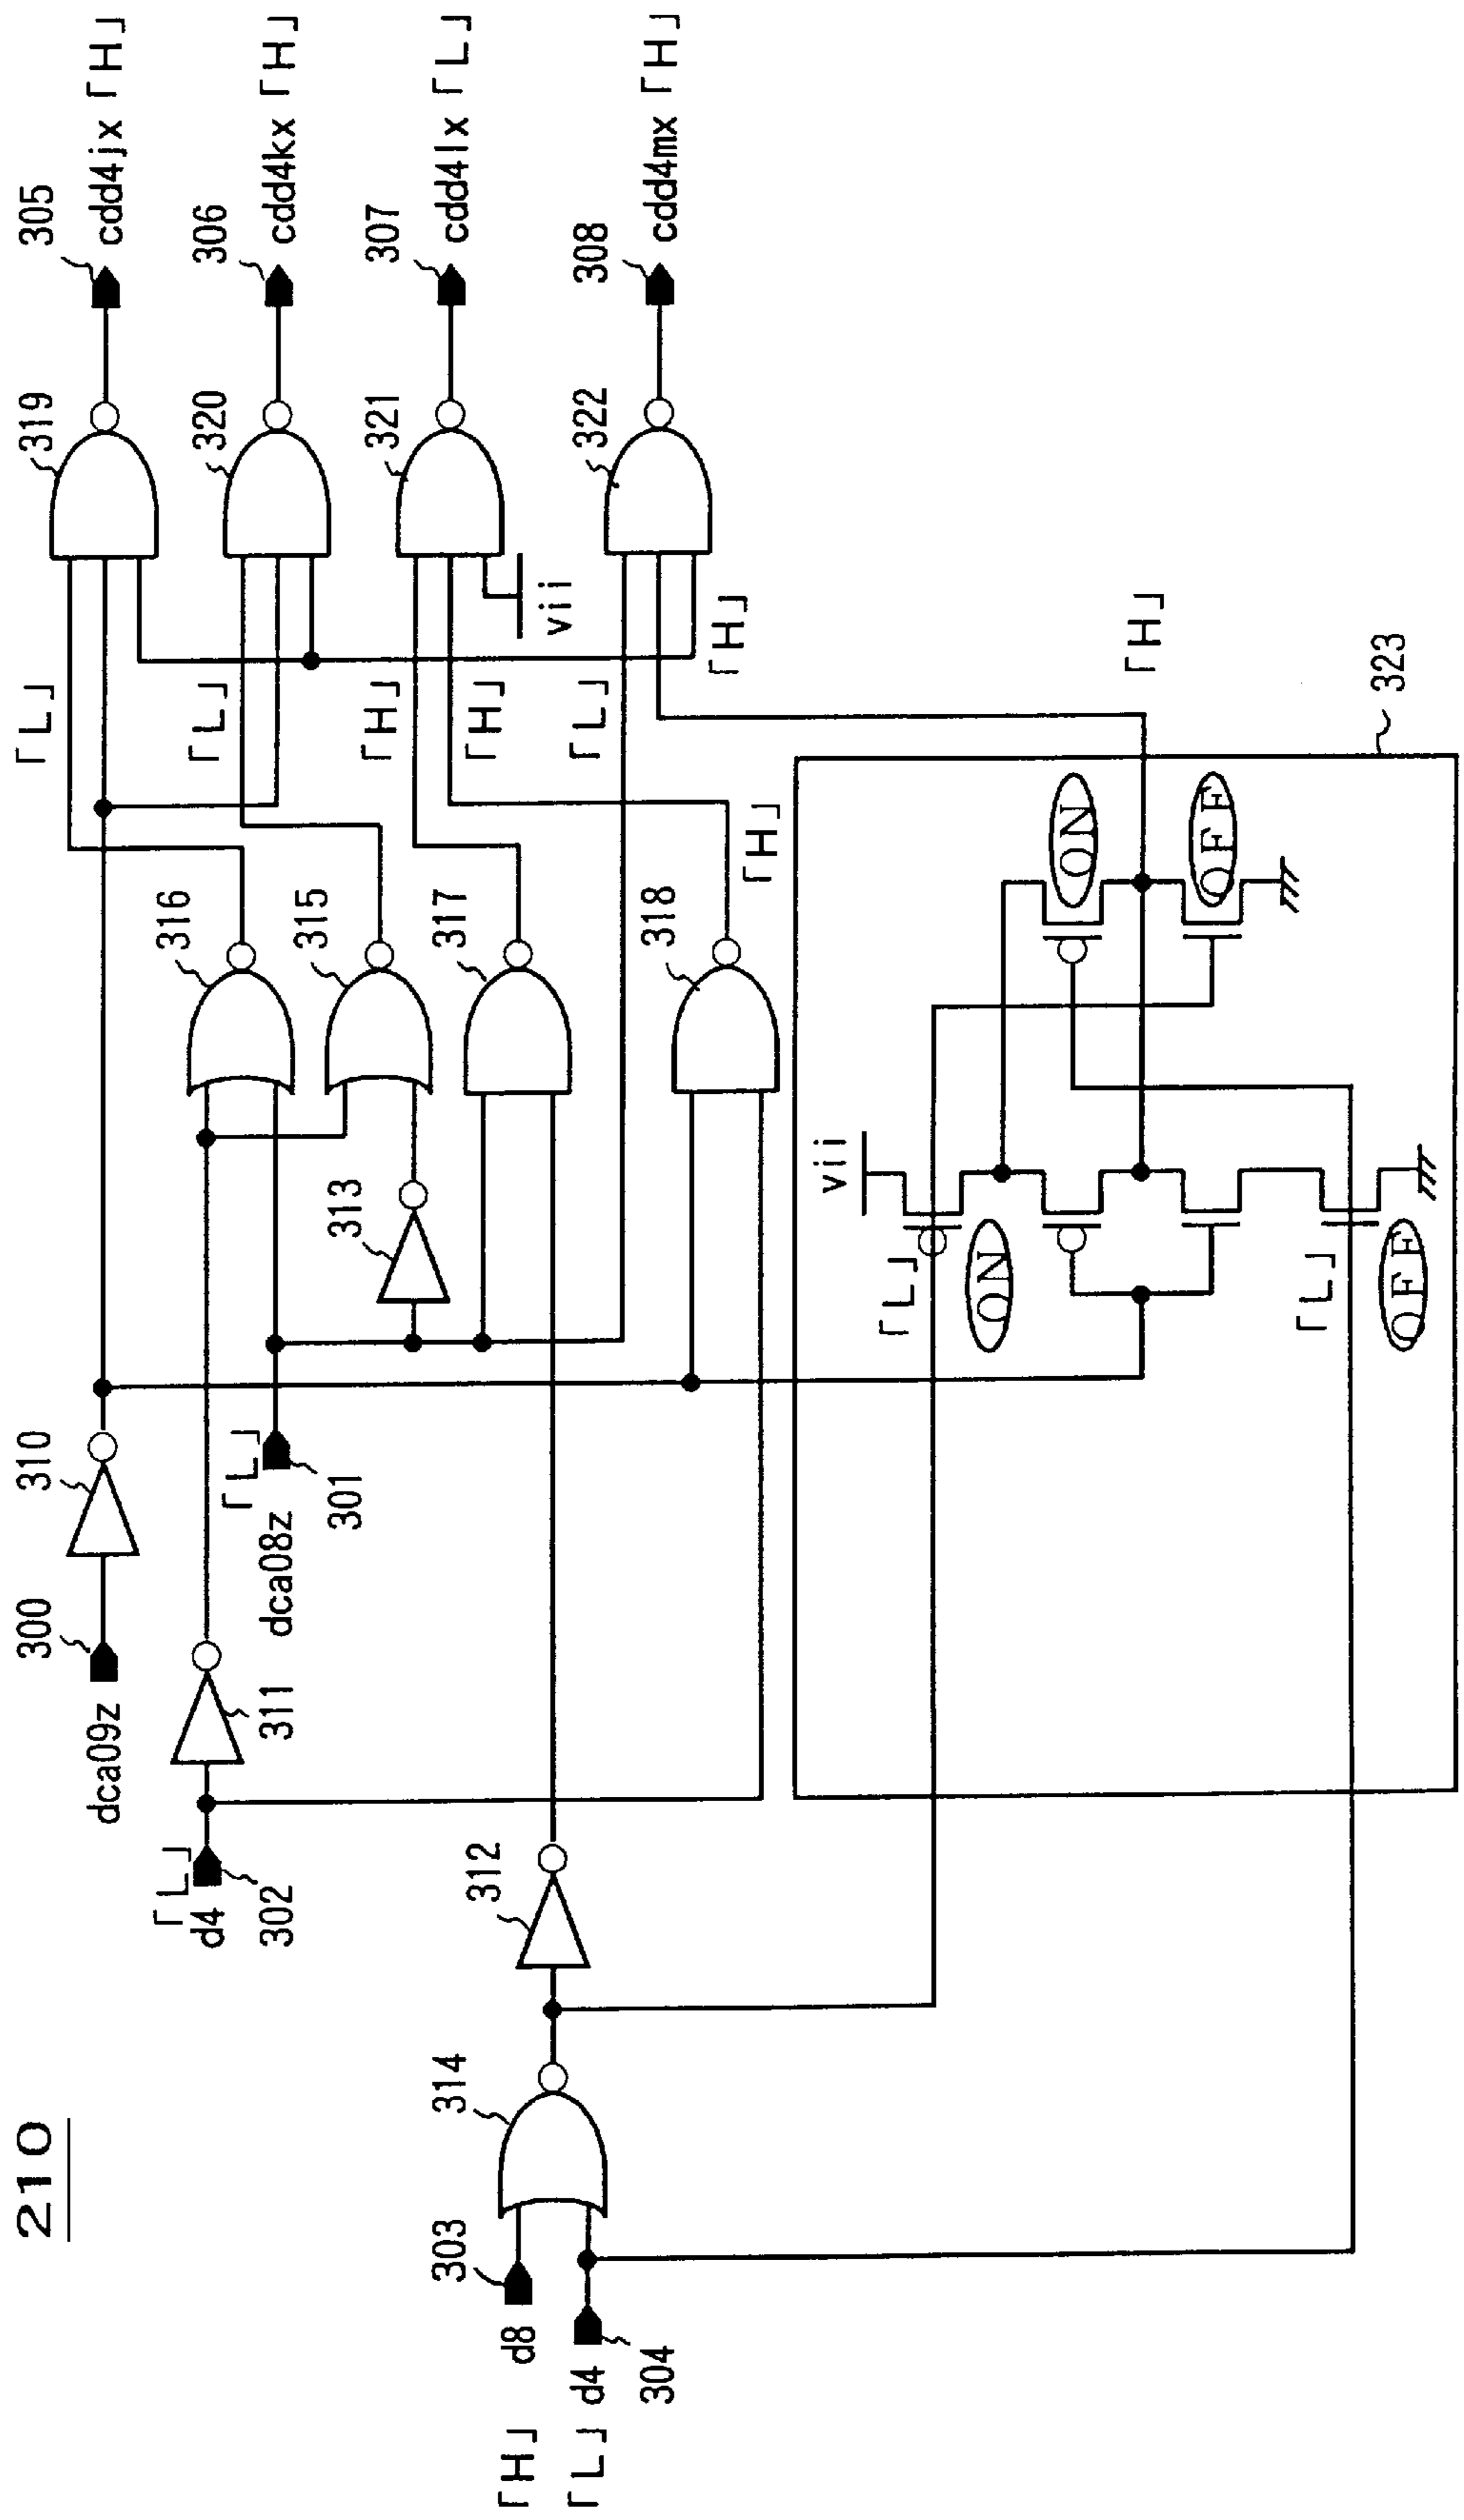 210
「H」 d8 303
「L」 d4 304
314
312
「L」
d4
302
311
dca09z 300
310
「L」
dca08z
301
313
316
315
317
318
「H」
「L」
「L」
「H」
「H」
「L」
「H」
vii
319
320
321
322
305
cdd4jx 「H」
306
cdd4kx 「H」
307
cdd4lx 「L」
308
cdd4mx 「H」
vii
「L」
ON
「L」
OFF
ON
OFF
「H」
323